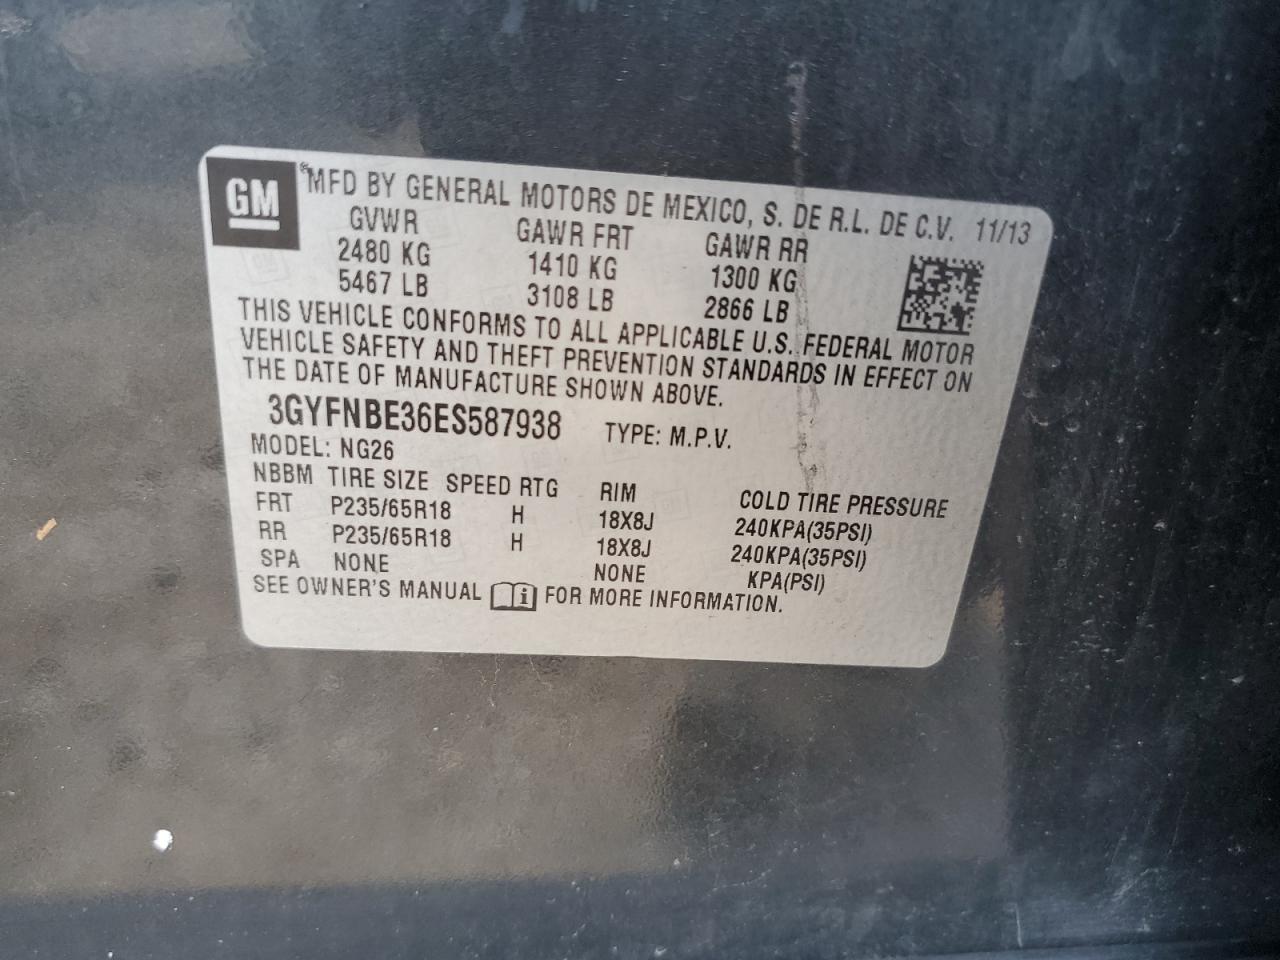 GM
MFD BY GENERAL MOTORS DE MEXICO, S. DE R.L. DE C.V. 11/13
GVWR GAWR FRT GAWR RR
2480 KG 1410 KG 1300 KG
5467 LB 3108 LB 2866 LB
THIS VEHICLE CONFORMS TO ALL APPLICABLE U.S. FEDERAL MOTOR
VEHICLE SAFETY AND THEFT PREVENTION STANDARDS IN EFFECT ON
THE DATE OF MANUFACTURE SHOWN ABOVE.
3GYFNBE36ES587938 TYPE: M.P.V.
MODEL: NG26
NBBM TIRE SIZE SPEED RTG RIM COLD TIRE PRESSURE
FRT P235/65R18 H 18X8J 240KPA(35PSI)
RR P235/65R18 H 18X8J 240KPA(35PSI)
SPA NONE NONE KPA(PSI)
SEE OWNER'S MANUAL i FOR MORE INFORMATION.